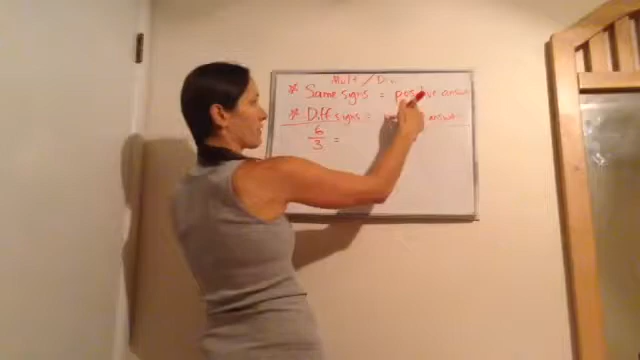 Mult / Div
* Same signs = positive answer
* Diff signs = answer
6
3 =